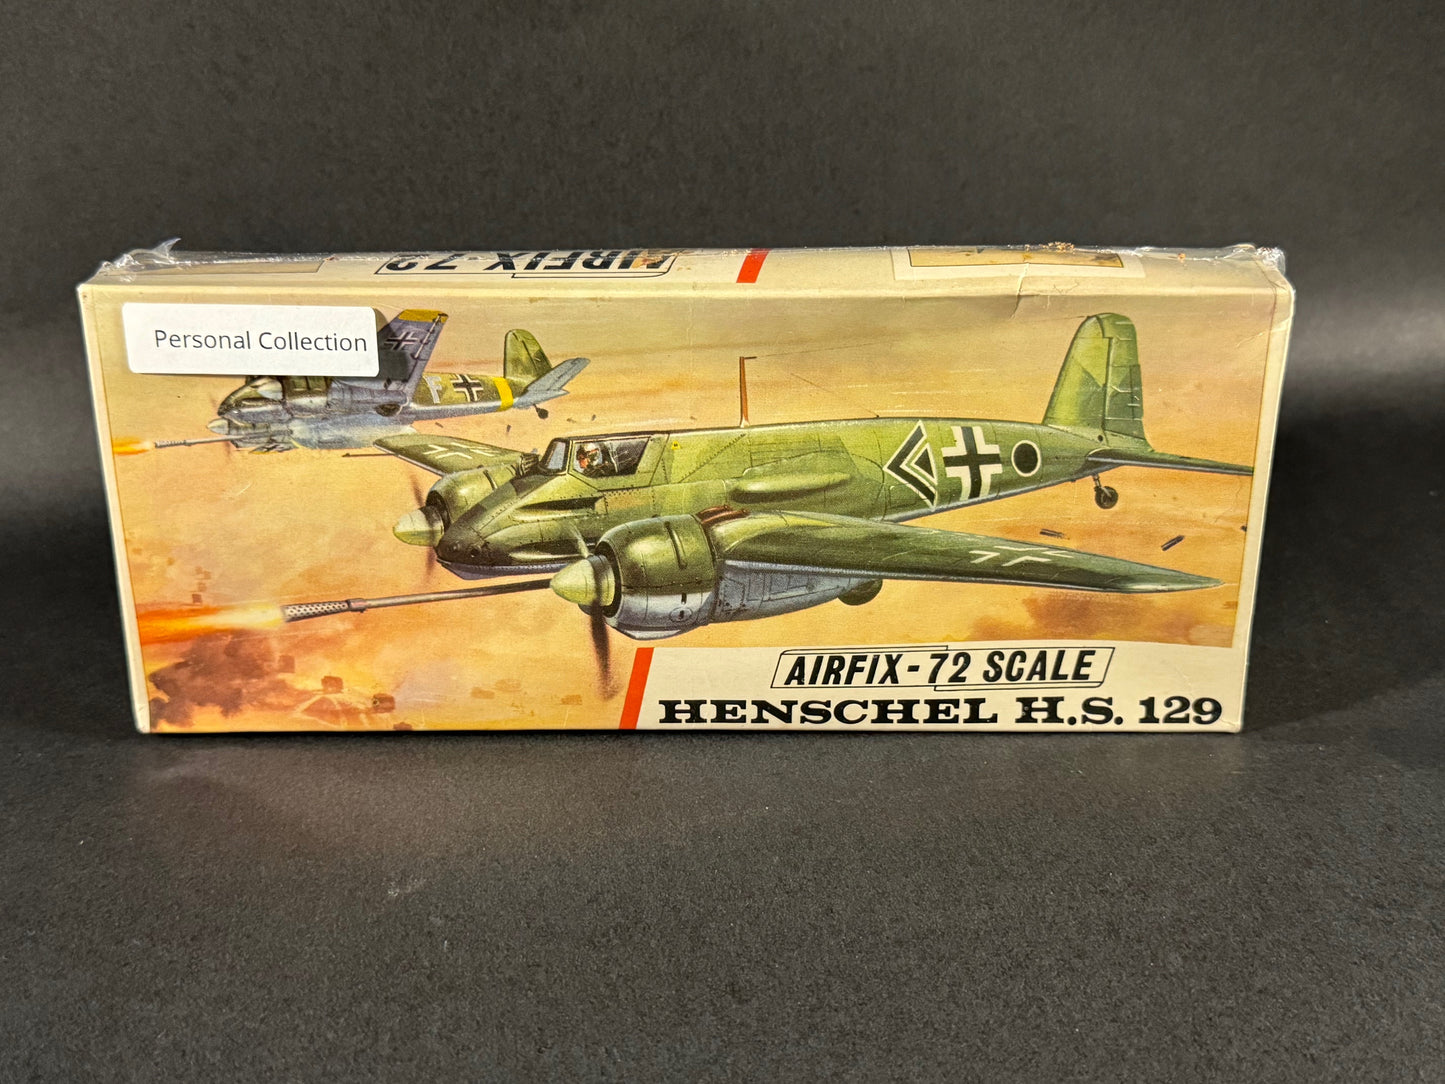 AIRFIX-72
Personal Collection
F
AIRFIX-72 SCALE
HENSCHEL H.S. 129